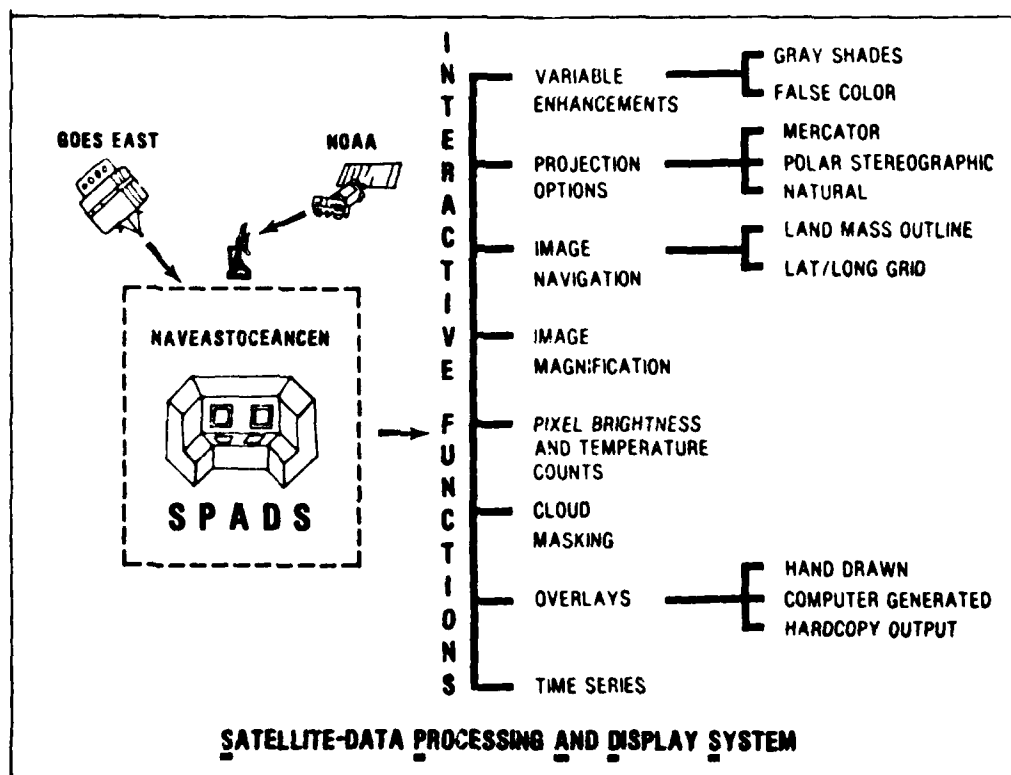 GOES EAST
NOAA
NAVEASTOCEANCEN
SPADS
INTERACTIVE FUNCTIONS
VARIABLE
ENHANCEMENTS
GRAY SHADES
FALSE COLOR
PROJECTION
OPTIONS
MERCATOR
POLAR STEREOGRAPHIC
NATURAL
IMAGE
NAVIGATION
LAND MASS OUTLINE
LAT/LONG GRID
IMAGE
MAGNIFICATION
PIXEL BRIGHTNESS
AND TEMPERATURE
COUNTS
CLOUD
MASKING
OVERLAYS
HAND DRAWN
COMPUTER GENERATED
HARDCOPY OUTPUT
TIME SERIES
SATELLITE-DATA PROCESSING AND DISPLAY SYSTEM